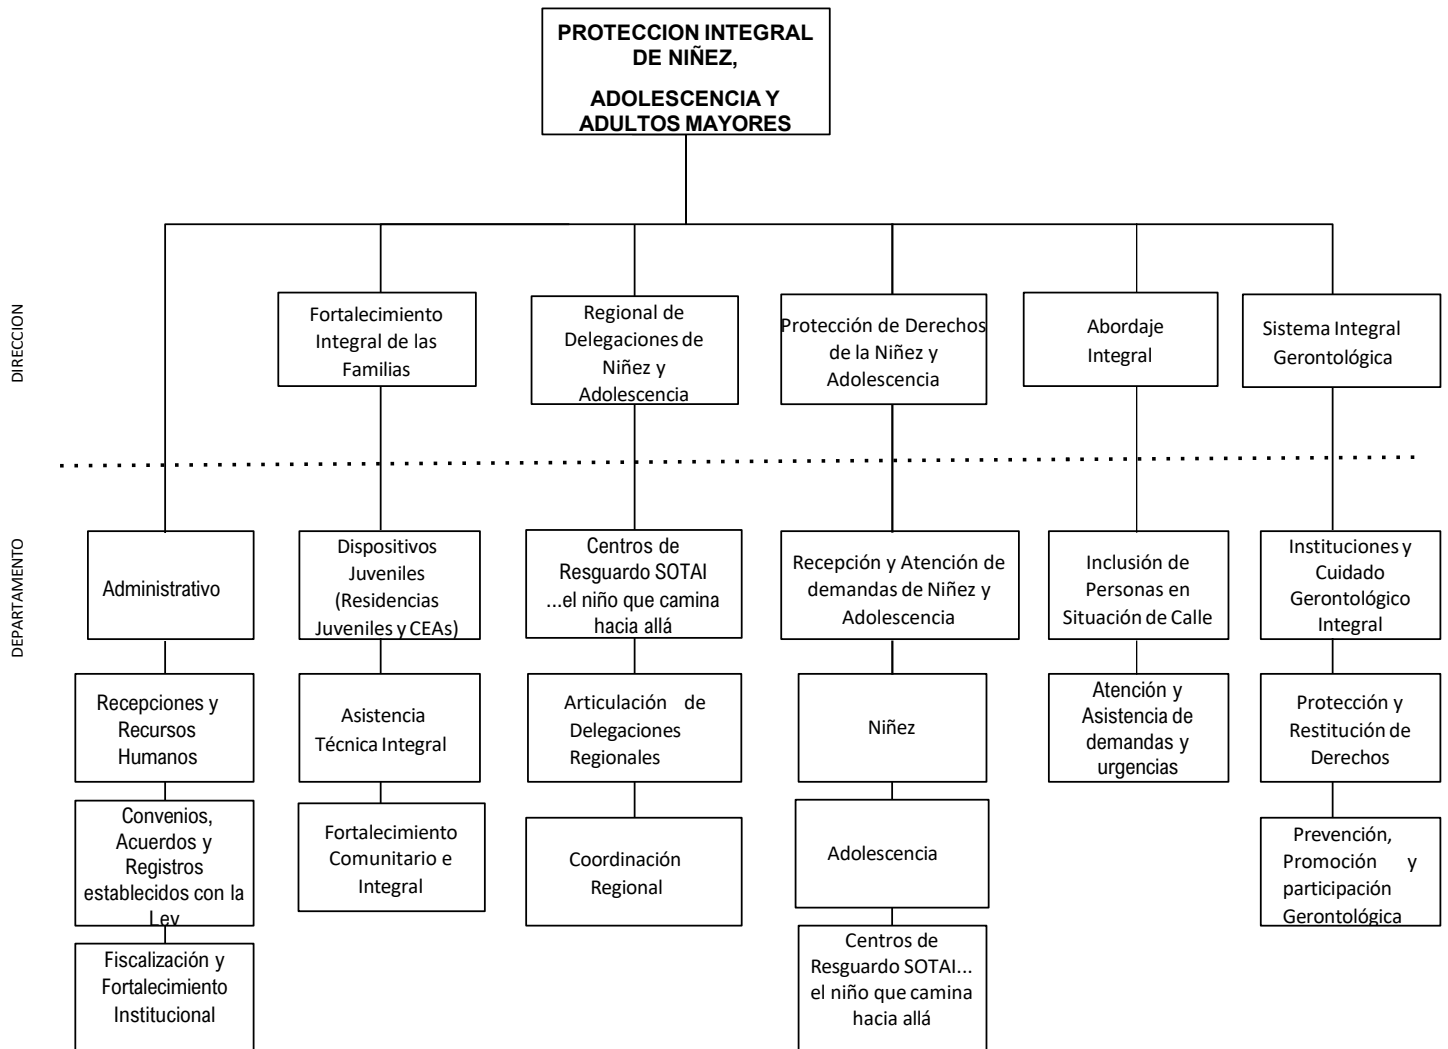 PROTECCION INTEGRAL
DE NIÑEZ,
ADOLESCENCIA Y
ADULTOS MAYORES
DIRECCION
Fortalecimiento
Integral de las
Familias
Regional de
Delegaciones de
Niñez y
Adolescencia
Protección de Derechos
de la Niñez y
Adolescencia
Abordaje
Integral
Sistema Integral
Gerontológica
DEPARTAMENTO
Administrativo
Dispositivos
Juveniles
(Residencias
Juveniles y CEAs)
Centros de
Resguardo SOTAI
...el niño que camina
hacia allá
Recepción y Atención de
demandas de Niñez y
Adolescencia
Inclusión de
Personas en
Situación de Calle
Instituciones y
Cuidado
Gerontológico
Integral
Recepciones y
Recursos
Humanos
Asistencia
Técnica Integral
Articulación de
Delegaciones
Regionales
Niñez
Atención y
Asistencia de
demandas y
urgencias
Protección y
Restitución de
Derechos
Convenios,
Acuerdos y
Registros
establecidos con la
Ley
Fortalecimiento
Comunitario e
Integral
Coordinación
Regional
Adolescencia
Prevención,
Promoción y
participación
Gerontológica
Fiscalización y
Fortalecimiento
Institucional
Centros de
Resguardo SOTAI...
el niño que camina
hacia allá